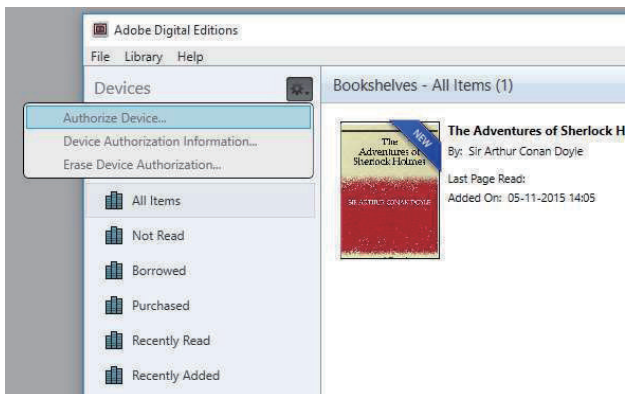 Adobe Digital Editions
File Library Help
Devices
Authorize Device...
Device Authorization Information...
Erase Device Authorization...
All Items
Not Read
Borrowed
Purchased
Recently Read
Recently Added
Bookshelves - All Items (1)
NEW
The
Adventures of
Sherlock Holmes
SIR ARTHUR CONAN DOYLE
The Adventures of Sherlock H
By: Sir Arthur Conan Doyle
Last Page Read:
Added On: 05-11-2015 14:05